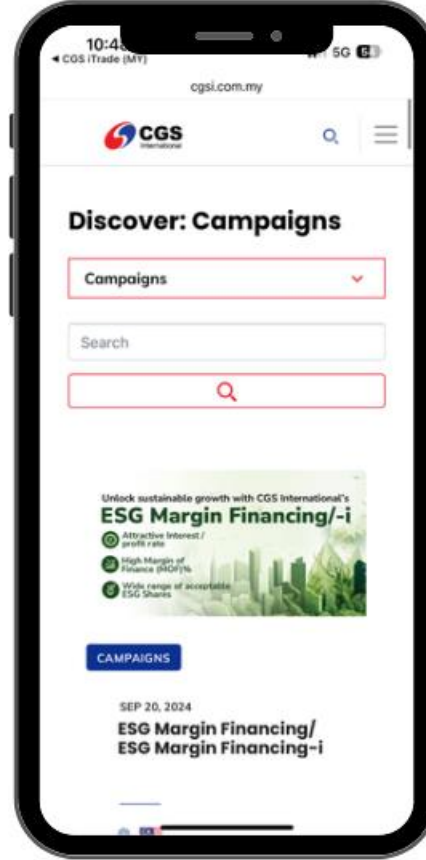 10:4
◀ CGS iTrade (MY)
5G
cgsi.com.my
CGS
International
Discover: Campaigns
Campaigns
Search
Unlock sustainable growth with CGS International's
ESG Margin Financing/-i
Attractive Interest /
profit rate
High Margin of
Finance (MOF)%
Wide range of acceptable
ESG Shares
CAMPAIGNS
SEP 20, 2024
ESG Margin Financing/
ESG Margin Financing-i